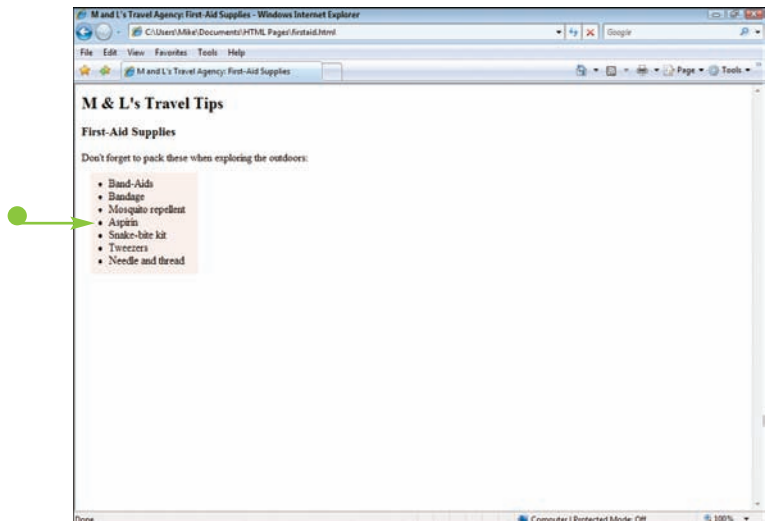 M and L's Travel Agency: First-Aid Supplies - Windows Internet Explorer
C:\Users\Mike\Documents\HTML Pages\firstaid.html
Google
File Edit View Favorites Tools Help
M and L's Travel Agency: First-Aid Supplies
Page Tools
M & L's Travel Tips
First-Aid Supplies
Don't forget to pack these when exploring the outdoors:
• Band-Aids
• Bandage
• Mosquito repellent
• Aspirin
• Snake-bite kit
• Tweezers
• Needle and thread
Done
Computer | Protected Mode: Off
100%